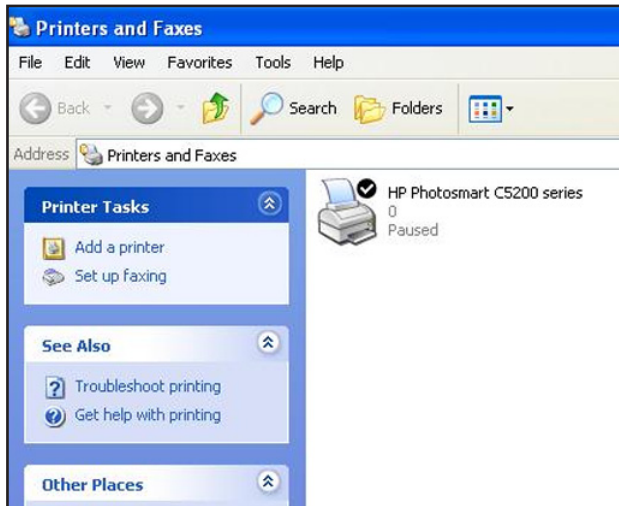 Printers and Faxes
File Edit View Favorites Tools Help
Back Search Folders
Address Printers and Faxes
Printer Tasks
Add a printer
Set up faxing
See Also
Troubleshoot printing
Get help with printing
Other Places
HP Photosmart C5200 series
0
Paused